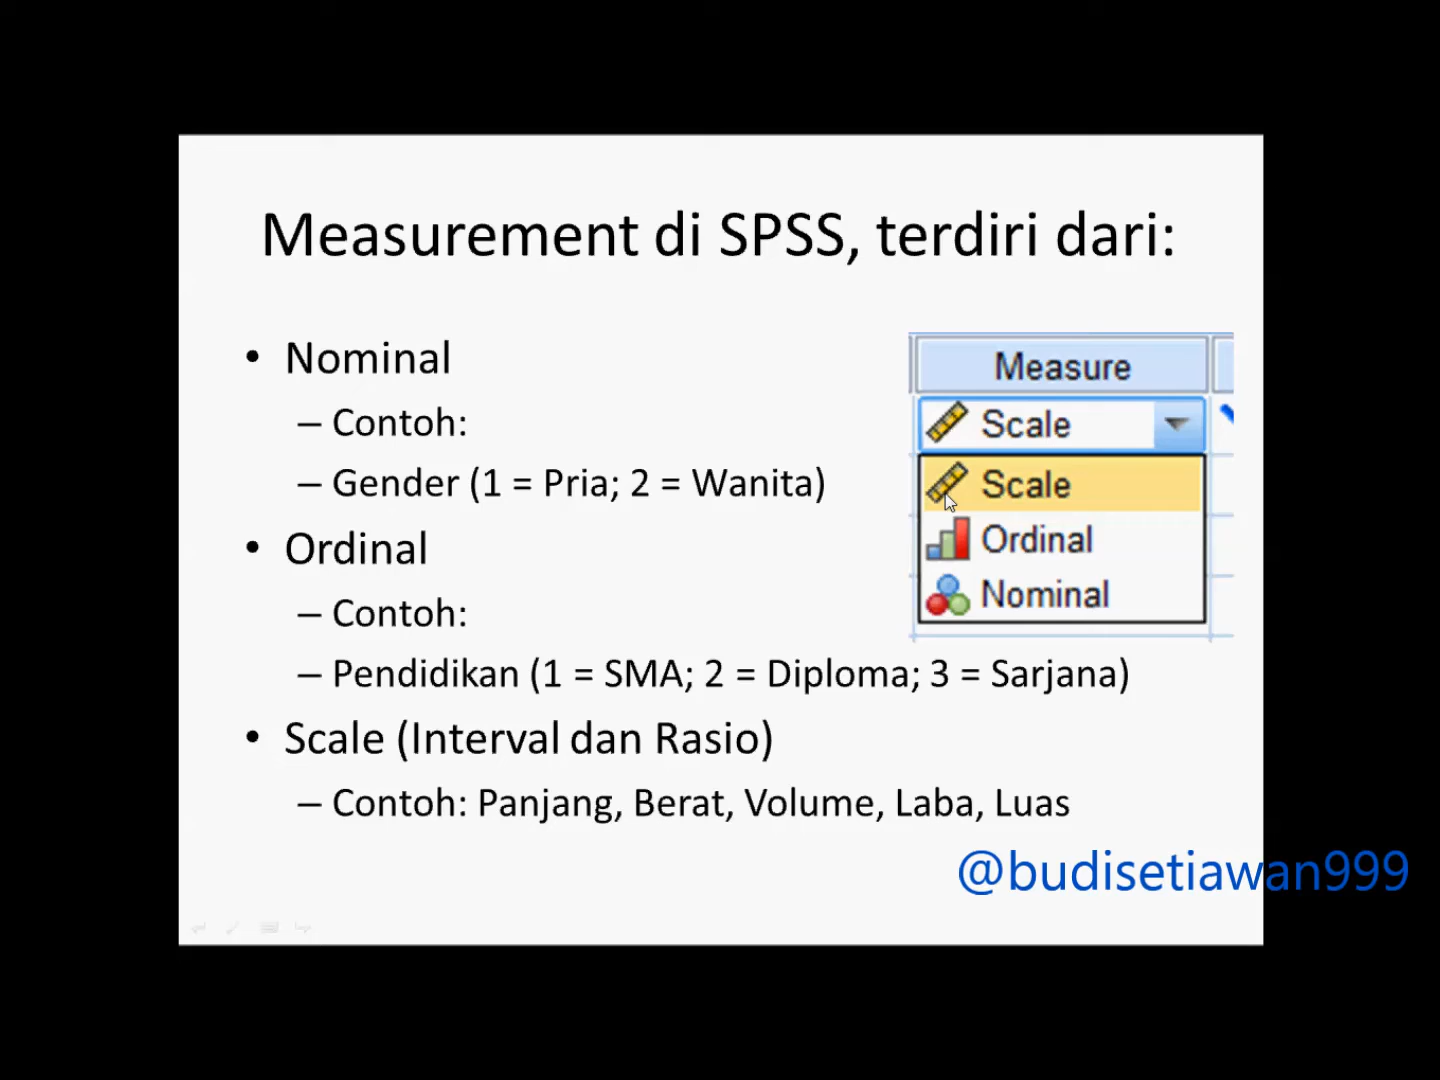 Measurement di SPSS, terdiri dari:
• Nominal
– Contoh:
– Gender (1 = Pria; 2 = Wanita)
• Ordinal
– Contoh:
– Pendidikan (1 = SMA; 2 = Diploma; 3 = Sarjana)
• Scale (Interval dan Rasio)
– Contoh: Panjang, Berat, Volume, Laba, Luas
Measure
Scale
Scale
Ordinal
Nominal
@budisetiawan999